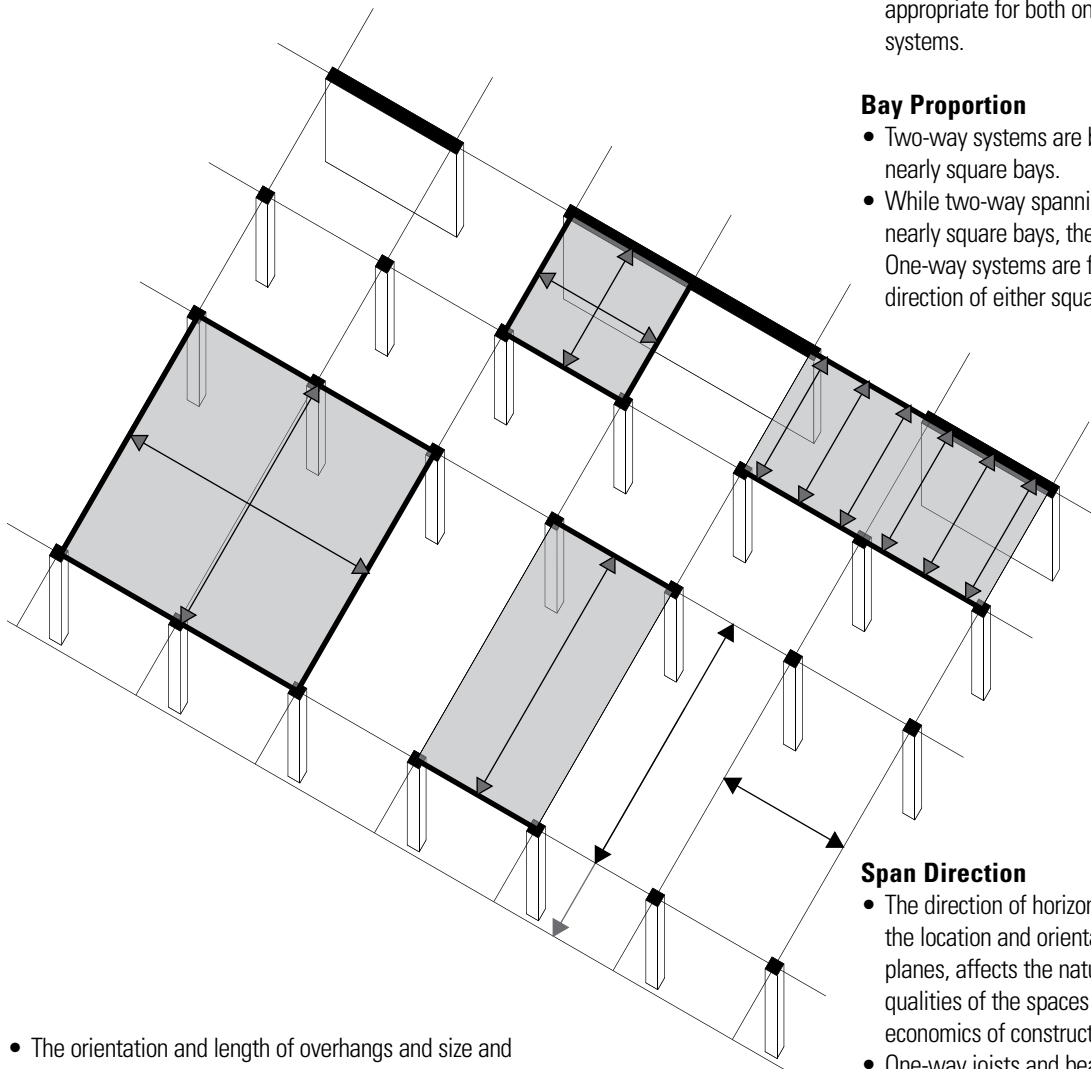 appropriate for both on
systems.
Bay Proportion
• Two-way systems are b
nearly square bays.
• While two-way spanni
nearly square bays, the
One-way systems are f
direction of either squa
Span Direction
• The direction of horizon
the location and orienta
planes, affects the natu
qualities of the spaces
economics of construct
• One-way joists and bea
• The orientation and length of overhangs and size and